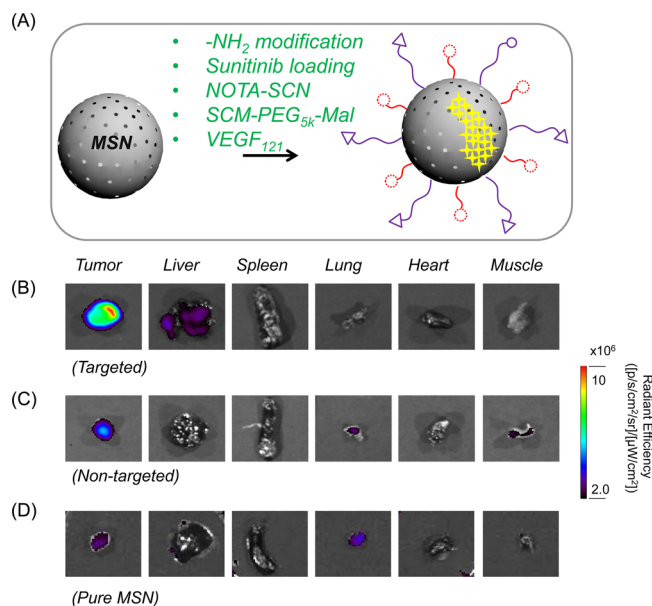 (A)
• -NH₂ modification
• Sunitinib loading
• NOTA-SCN
• SCM-PEG₅ₖ-Mal
• VEGF₁₂₁
MSN
Tumor Liver Spleen Lung Heart Muscle
(B)
(Targeted)
(C)
(Non-targeted)
(D)
(Pure MSN)
x10⁶
10
2.0
Radiant Efficiency
([p/s/cm²/sr]/[µW/cm²])